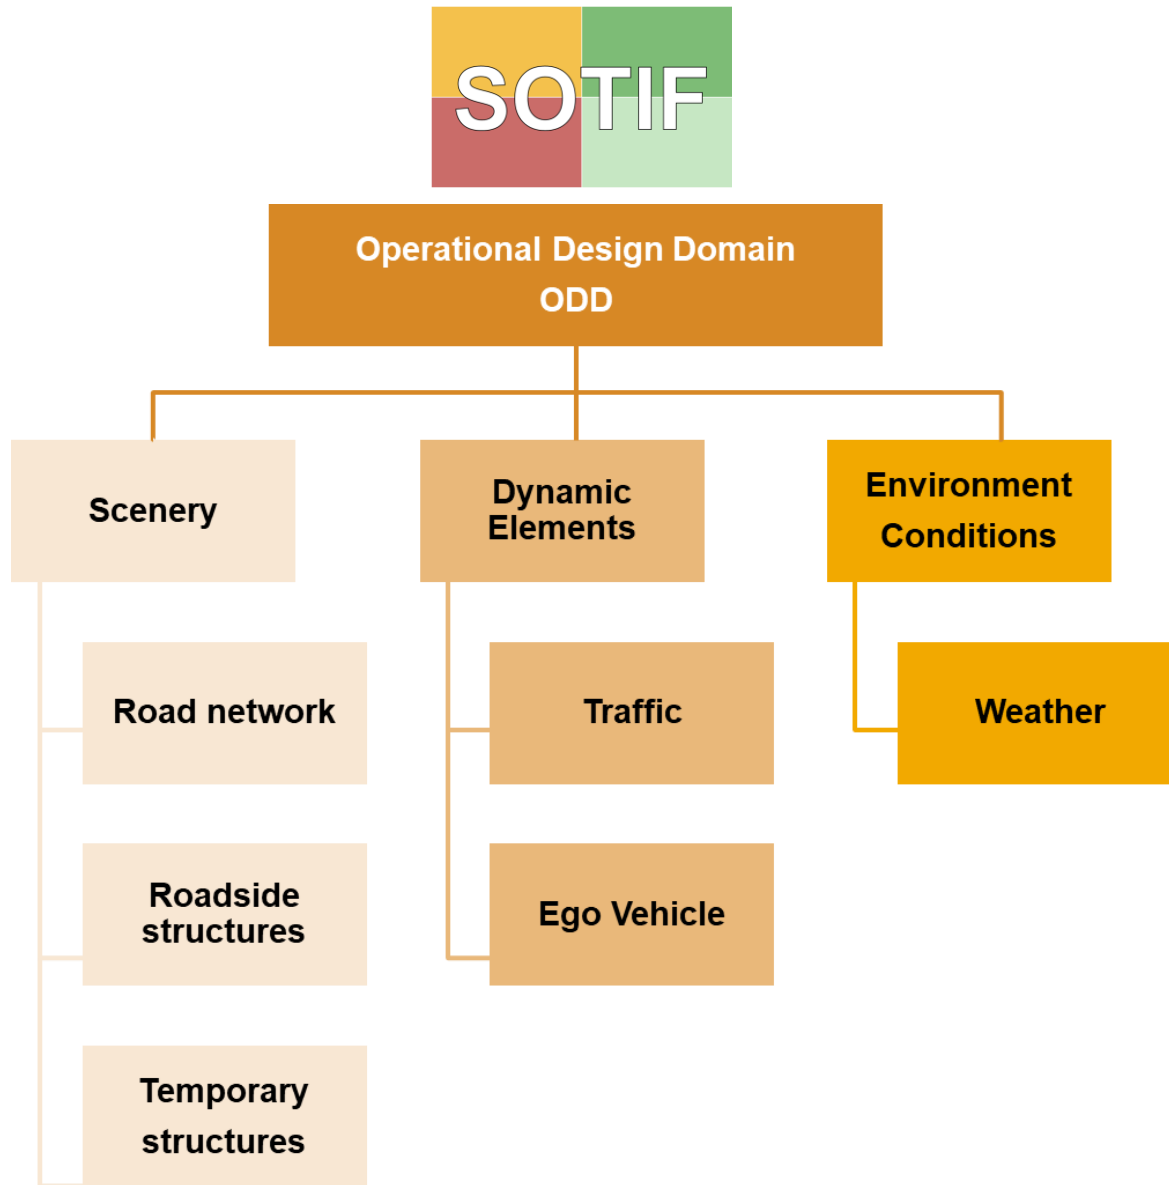 SOTIF
Operational Design Domain
ODD
Scenery
Road network
Roadside
structures
Temporary
structures
Dynamic
Elements
Traffic
Ego Vehicle
Environment
Conditions
Weather